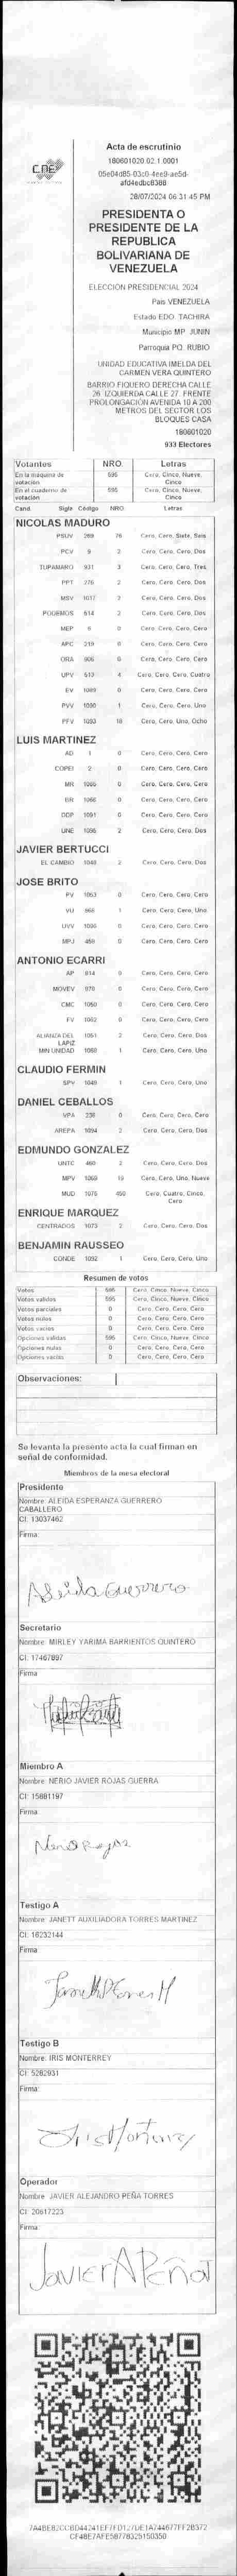 CNE
Acta de escrutinio
180601020.02.1.0001
28/07/2024 06:31:45 PM
PRESIDENTA O
PRESIDENTE DE LA
REPUBLICA
BOLIVARIANA DE
VENEZUELA
ELECCIÓN PRESIDENCIAL 2024
País VENEZUELA
Estado EDO. TACHIRA
Municipio MP. JUNIN
Parroquia PQ. RUBIO
UNIDAD EDUCATIVA IMELDA DEL
CARMEN VERA QUINTERO
BARRIO FIQUERO DERECHA CALLE
26. IZQUIERDA CALLE 27. FRENTE
PROLONGACIÓN AVENIDA 10 A 200
METROS DEL SECTOR LOS
BLOQUES CASA
180601020
933 Electores
Votantes NRO. Letras
En la máquina de votación 595 Cero, Cinco, Nueve, Cinco
En el cuaderno de votación 595 Cero, Cinco, Nueve, Cinco
Cand. Sigla Código NRO Letras
NICOLAS MADURO
PSUV 269 76 Cero, Cero, Siete, Seis
PCV 9 2 Cero, Cero, Cero, Dos
TUPAMARO 931 3 Cero, Cero, Cero, Tres
PPT 276 2 Cero, Cero, Cero, Dos
MSV 1017 2 Cero, Cero, Cero, Dos
PODEMOS 614 2 Cero, Cero, Cero, Dos
MEP 0 Cero, Cero, Cero, Cero
APC 219 0 Cero, Cero, Cero, Cero
ORA 906 0 Cero, Cero, Cero, Cero
UPV 513 4 Cero, Cero, Cero, Cuatro
EV 1089 0 Cero, Cero, Cero, Cero
PVV 1090 1 Cero, Cero, Cero, Uno
PFV 1093 18 Cero, Cero, Uno, Ocho
LUIS MARTINEZ
AD 1 0 Cero, Cero, Cero, Cero
COPEI 2 0 Cero, Cero, Cero, Cero
MR 1065 0 Cero, Cero, Cero, Cero
BR 1066 0 Cero, Cero, Cero, Cero
DDP 1091 0 Cero, Cero, Cero, Cero
UNE 1096 2 Cero, Cero, Cero, Dos
JAVIER BERTUCCI
EL CAMBIO 1048 2 Cero, Cero, Cero, Dos
JOSE BRITO
PV 1053 0 Cero, Cero, Cero, Cero
VU 966 1 Cero, Cero, Cero, Uno
UVV 1096 0 Cero, Cero, Cero, Cero
MPJ 450 0 Cero, Cero, Cero, Cero
ANTONIO ECARRI
AP 814 0 Cero, Cero, Cero, Cero
MOVEV 970 0 Cero, Cero, Cero, Cero
CMC 1050 0 Cero, Cero, Cero, Cero
FV 1062 0 Cero, Cero, Cero, Cero
ALIANZA DEL LAPIZ 1051 2 Cero, Cero, Cero, Dos
MIN UNIDAD 1060 1 Cero, Cero, Cero, Uno
CLAUDIO FERMIN
SPV 1049 1 Cero, Cero, Cero, Uno
DANIEL CEBALLOS
VPA 236 0 Cero, Cero, Cero, Cero
AREPA 1094 2 Cero, Cero, Cero, Dos
EDMUNDO GONZALEZ
UNTC 460 2 Cero, Cero, Cero, Dos
MPV 1069 19 Cero, Cero, Uno, Nueve
MUD 1075 450 Cero, Cuatro, Cinco, Cero
ENRIQUE MARQUEZ
CENTRADOS 1073 2 Cero, Cero, Cero, Dos
BENJAMIN RAUSSEO
CONDE 1092 1 Cero, Cero, Cero, Uno
Resumen de votos
Votos 595 Cero, Cinco, Nueve, Cinco
Votos validos 595 Cero, Cinco, Nueve, Cinco
Votos parciales 0 Cero, Cero, Cero, Cero
Votos nulos 0 Cero, Cero, Cero, Cero
Votos vacios 0 Cero, Cero, Cero, Cero
Opciones validas 595 Cero, Cinco, Nueve, Cinco
Opciones nulas 0 Cero, Cero, Cero, Cero
Opciones vacias 0 Cero, Cero, Cero, Cero
Observaciones:
Se levanta la presente acta la cual firman en
señal de conformidad.
Miembros de la mesa electoral
Presidente
Nombre: ALEIDA ESPERANZA GUERRERO
CABALLERO
CI: 13037462
Firma:
Aleida Guerrero
Secretario
Nombre: MIRLEY YARIMA BARRIENTOS QUINTERO
CI: 17467897
Firma
Miembro A
Nombre: NERIO JAVIER ROJAS GUERRA
CI: 15881197
Firma
Nerio Rojas
Testigo A
Nombre: JANETT AUXILIADORA TORRES MARTINEZ
CI: 16232144
Firma
Testigo B
Nombre: IRIS MONTERREY
CI: 5282931
Firma:
Iris Monterrey
Operador
Nombre: JAVIER ALEJANDRO PEÑA TORRES
CI: 20617223
Firma:
Javier A Peña T
CF48E7AFE58778325150350